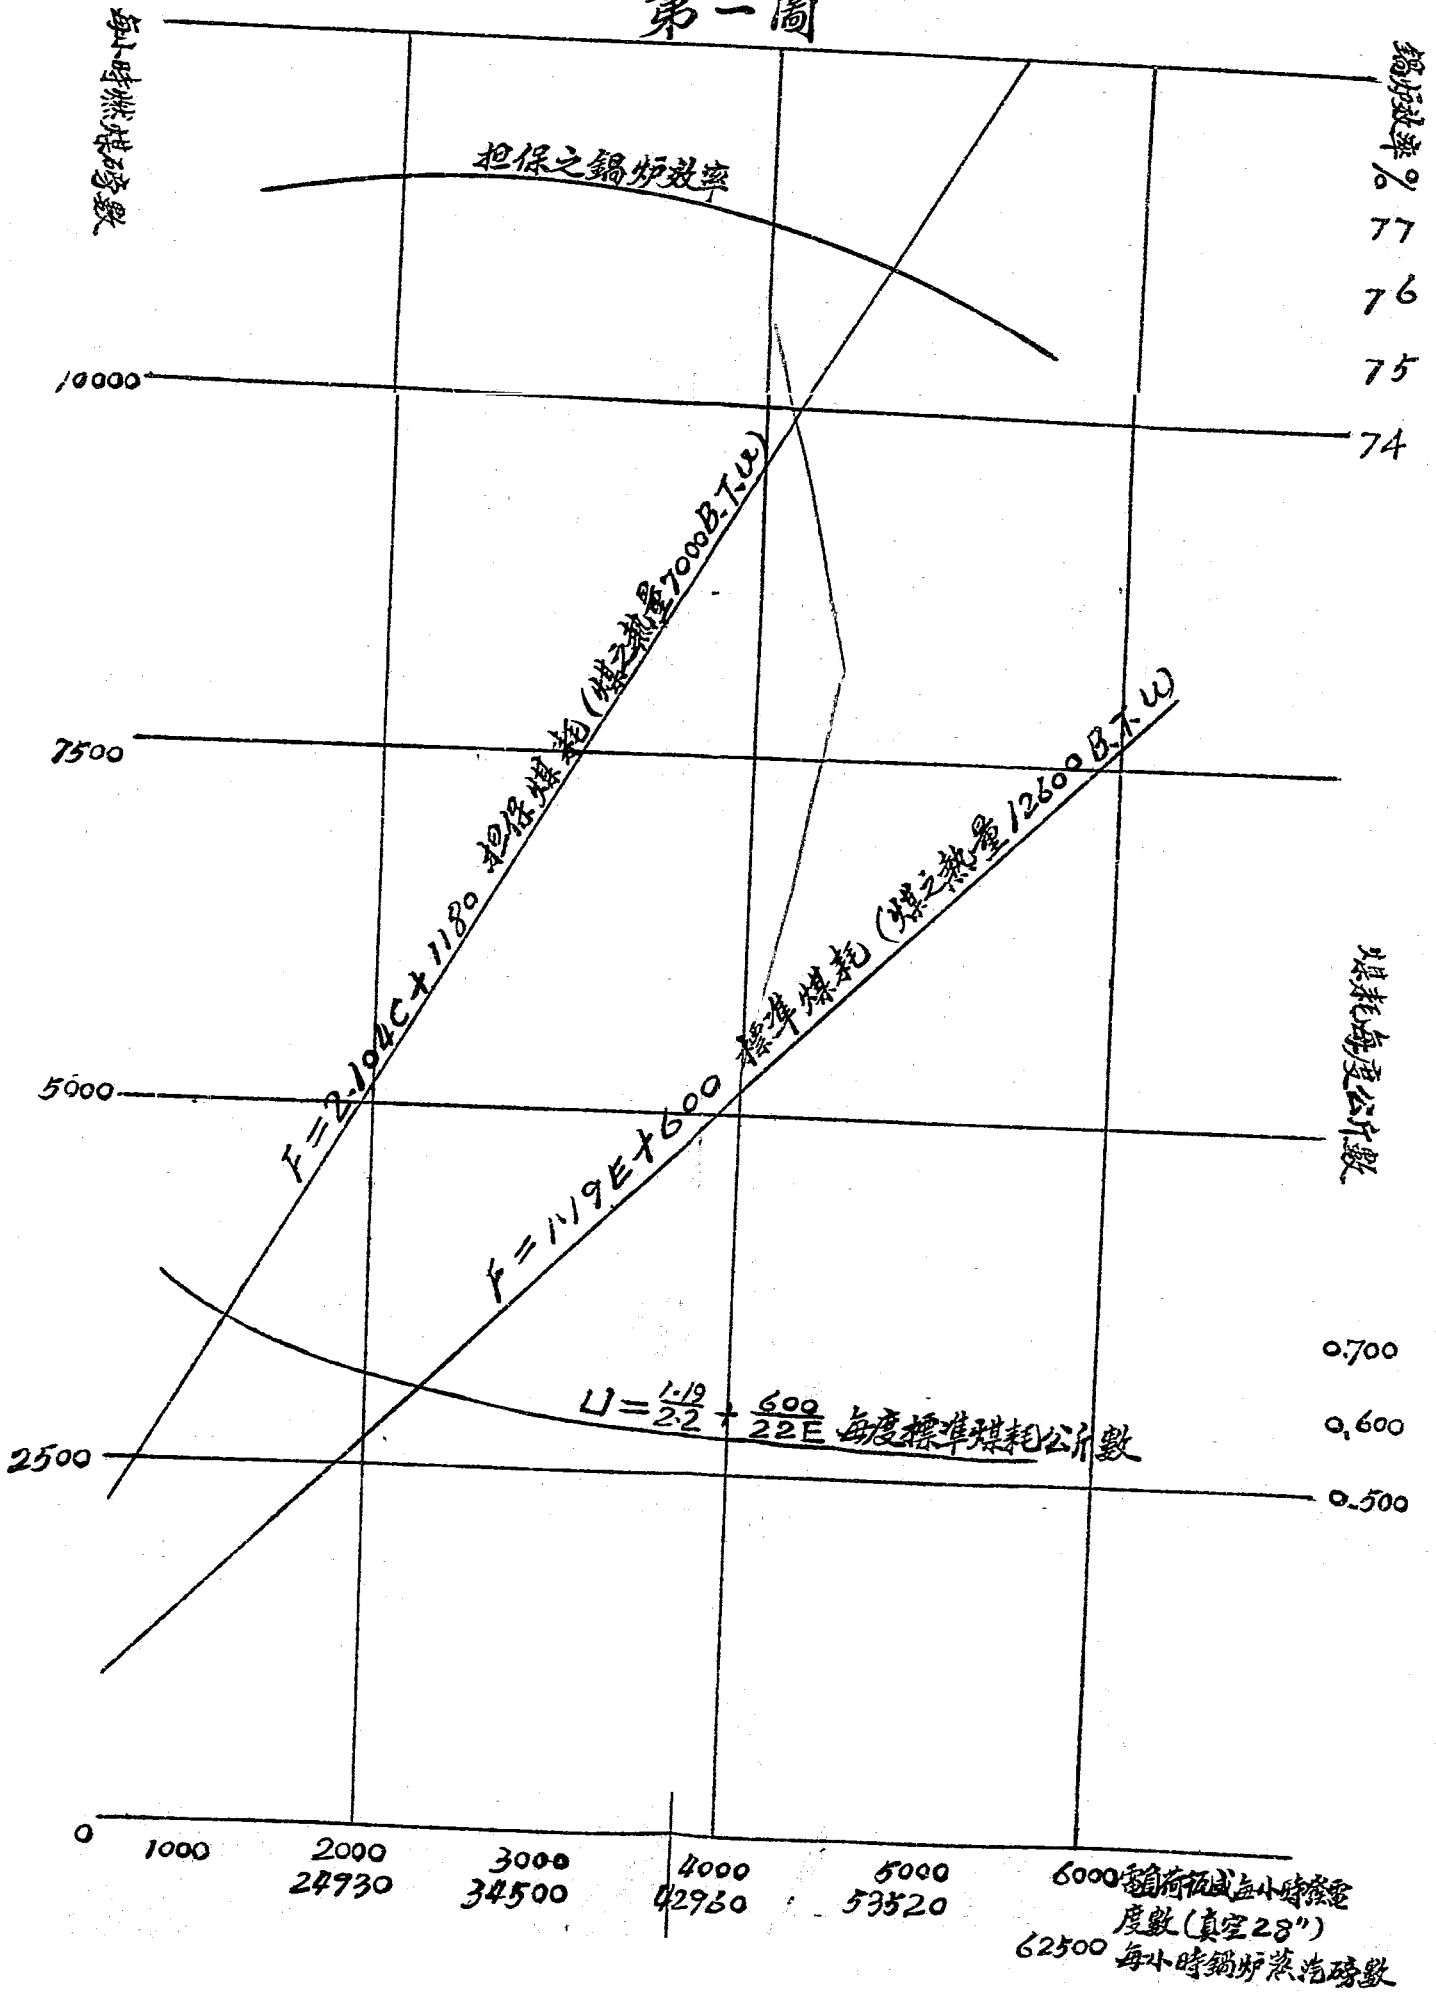 第一圖
每小時燃煤磅數
鍋炉效率%
77
76
75
74
担保之鍋炉效率
10000
7500
5000
2500
0
F=2.104C+1180 担保煤耗(煤之熱量7000B.T.U)
F=1.19E+600 標準煤耗(煤之熱量12600B.T.U)
煤耗每度公斤數
0.700
0.600
0.500
U=1.19/2.2+600/22E 每度標準煤耗公斤數
1000 2000 3000 4000 5000 6000
電負荷瓩或每小時發電
24930 34500 42960 53520
度數(真空28")
62500 每小時鍋炉蒸汽磅數